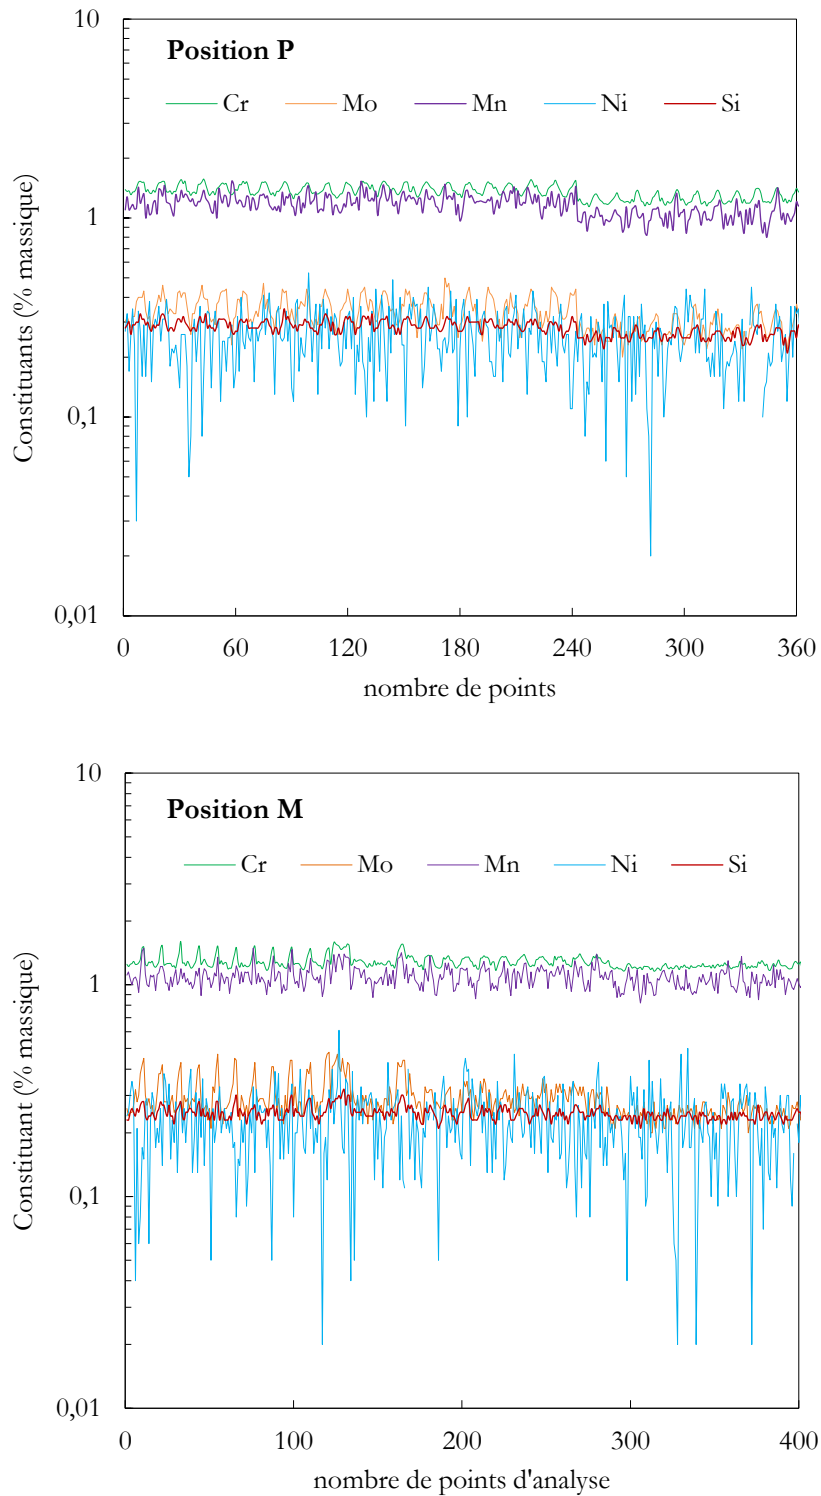 10
Position P
Cr Mo Mn Ni Si
1
0,1
0,01
Constituants (% massique)
0 60 120 180 240 300 360
nombre de points
10
Position M
Cr Mo Mn Ni Si
1
0,1
0,01
Constituant (% massique)
0 100 200 300 400
nombre de points d'analyse